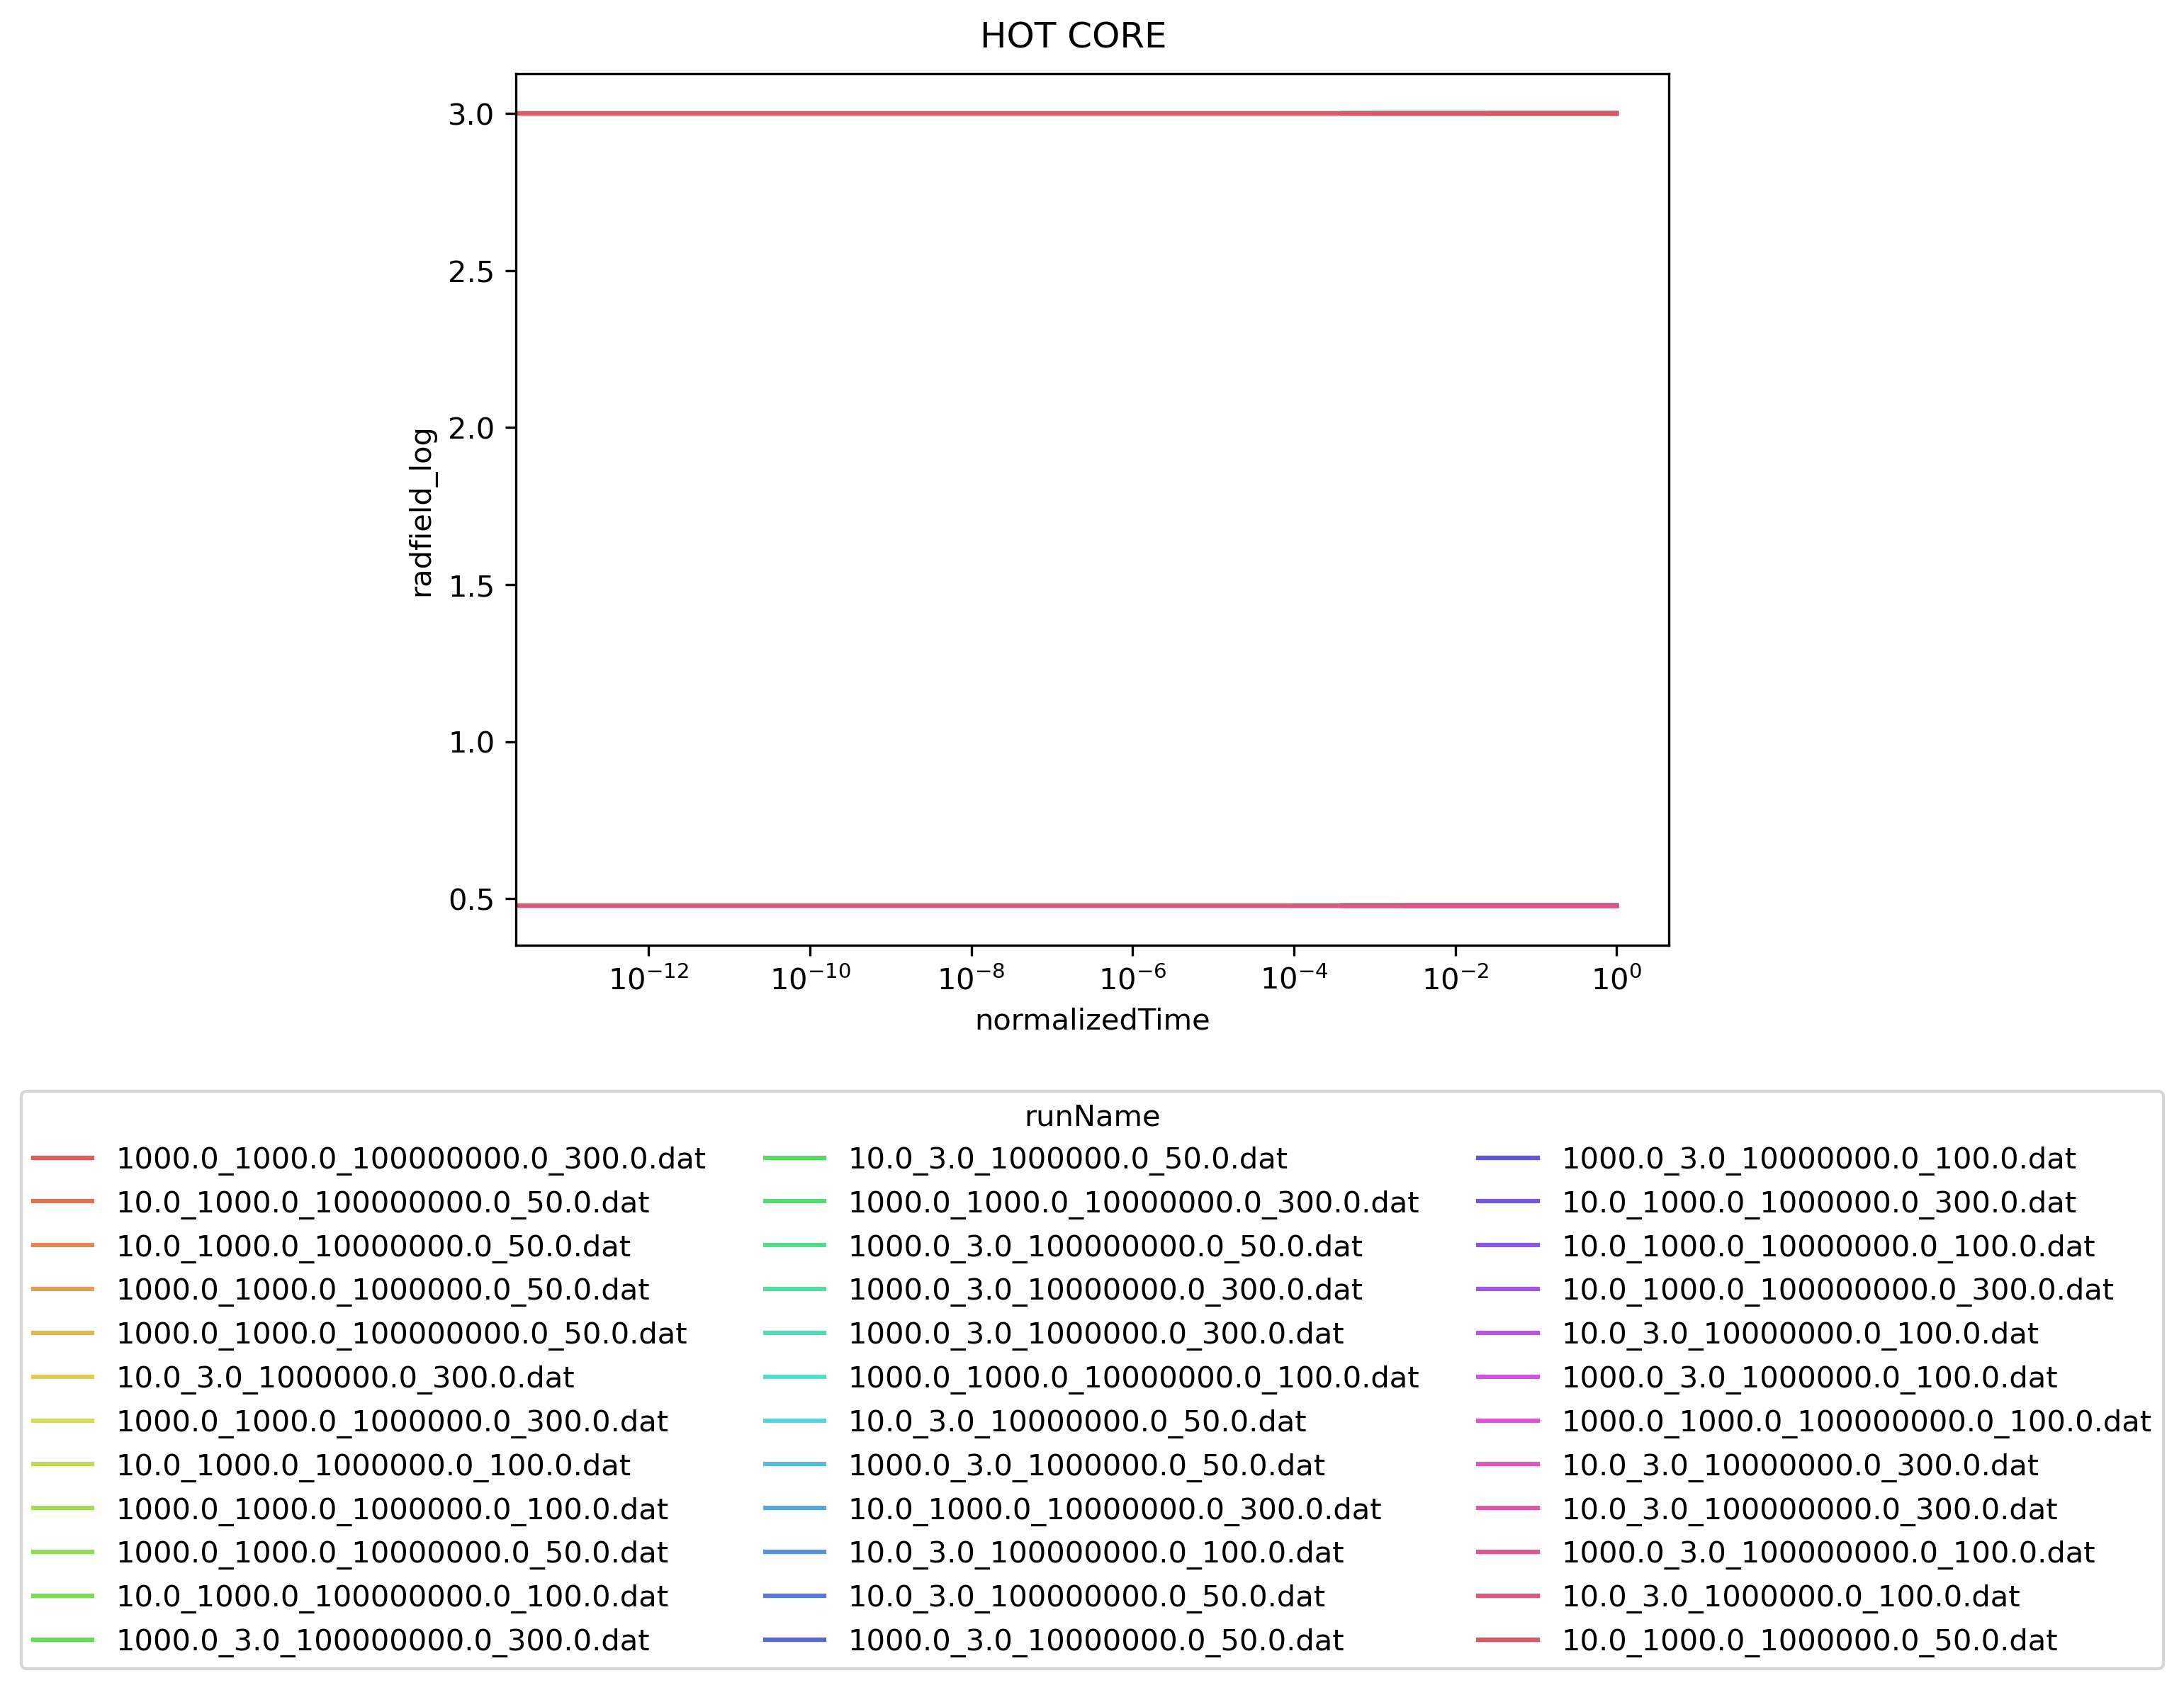 HOT CORE
3.0
2.5
2.0
1.5
1.0
0.5
radfield_log
10^-12 10^-10 10^-8 10^-6 10^-4 10^-2 10^0
normalizedTime
runName
1000.0_1000.0_100000000.0_300.0.dat
10.0_1000.0_100000000.0_50.0.dat
10.0_1000.0_10000000.0_50.0.dat
1000.0_1000.0_1000000.0_50.0.dat
1000.0_1000.0_100000000.0_50.0.dat
10.0_3.0_1000000.0_300.0.dat
1000.0_1000.0_1000000.0_300.0.dat
10.0_1000.0_1000000.0_100.0.dat
1000.0_1000.0_1000000.0_100.0.dat
1000.0_1000.0_10000000.0_50.0.dat
10.0_1000.0_100000000.0_100.0.dat
1000.0_3.0_100000000.0_300.0.dat
10.0_3.0_1000000.0_50.0.dat
1000.0_1000.0_10000000.0_300.0.dat
1000.0_3.0_100000000.0_50.0.dat
1000.0_3.0_10000000.0_300.0.dat
1000.0_3.0_1000000.0_300.0.dat
1000.0_1000.0_10000000.0_100.0.dat
10.0_3.0_10000000.0_50.0.dat
1000.0_3.0_1000000.0_50.0.dat
10.0_1000.0_10000000.0_300.0.dat
10.0_3.0_100000000.0_100.0.dat
10.0_3.0_100000000.0_50.0.dat
1000.0_3.0_10000000.0_50.0.dat
1000.0_3.0_10000000.0_100.0.dat
10.0_1000.0_1000000.0_300.0.dat
10.0_1000.0_10000000.0_100.0.dat
10.0_1000.0_100000000.0_300.0.dat
10.0_3.0_10000000.0_100.0.dat
1000.0_3.0_1000000.0_100.0.dat
1000.0_1000.0_100000000.0_100.0.dat
10.0_3.0_10000000.0_300.0.dat
10.0_3.0_100000000.0_300.0.dat
1000.0_3.0_100000000.0_100.0.dat
10.0_3.0_1000000.0_100.0.dat
10.0_1000.0_1000000.0_50.0.dat